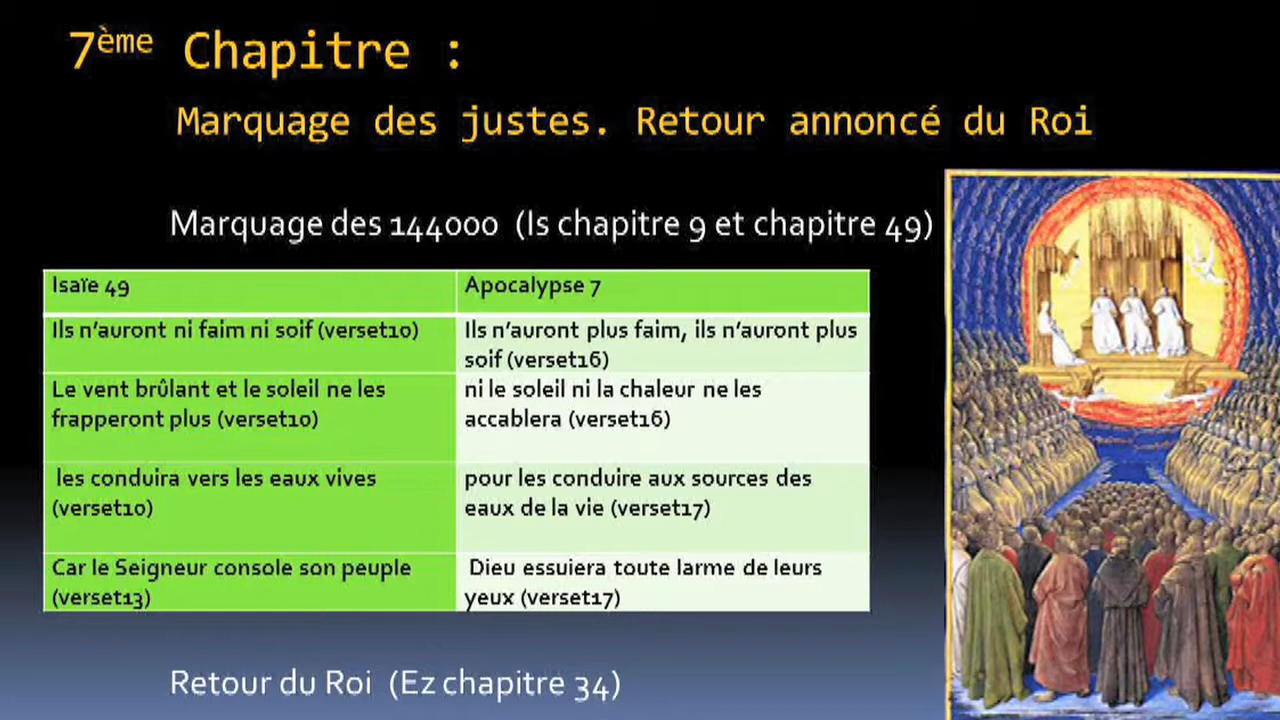 7ème Chapitre :
Marquage des justes. Retour annoncé du Roi
Marquage des 144000 (Is chapitre 9 et chapitre 49)
Isaïe 49
Apocalypse 7
Ils n'auront ni faim ni soif (verset10)
Ils n'auront plus faim, ils n'auront plus
soif (verset16)
Le vent brûlant et le soleil ne les
frapperont plus (verset10)
ni le soleil ni la chaleur ne les
accablera (verset16)
les conduira vers les eaux vives
(verset10)
pour les conduire aux sources des
eaux de la vie (verset17)
Car le Seigneur console son peuple
(verset13)
Dieu essuiera toute larme de leurs
yeux (verset17)
Retour du Roi (Ez chapitre 34)